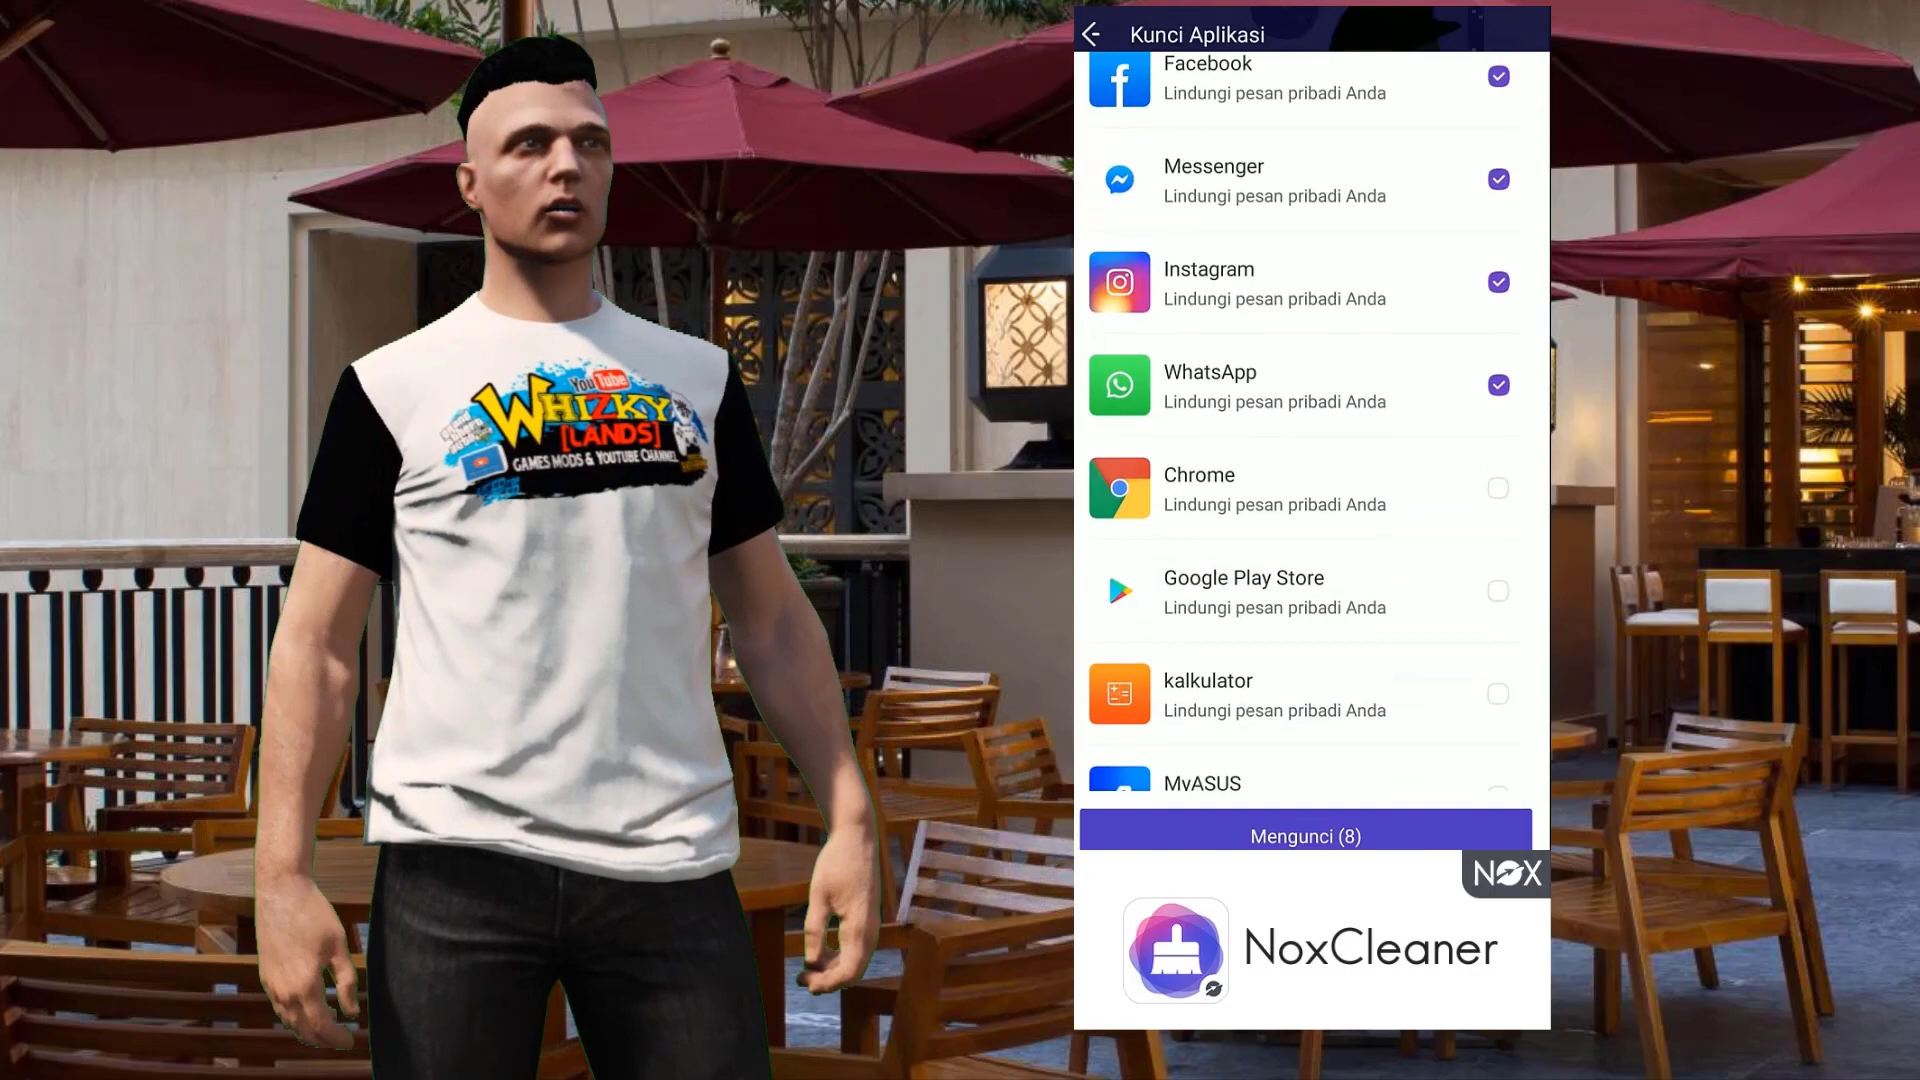 Kunci Aplikasi
Facebook
Lindungi pesan pribadi Anda
Messenger
Lindungi pesan pribadi Anda
Instagram
Lindungi pesan pribadi Anda
WhatsApp
Lindungi pesan pribadi Anda
Chrome
Lindungi pesan pribadi Anda
Google Play Store
Lindungi pesan pribadi Anda
kalkulator
Lindungi pesan pribadi Anda
MyASUS
Mengunci (8)
NOX
NoxCleaner
YouTube
WHIZKY
[LANDS]
GAMES MODS & YOUTUBE CHANNEL